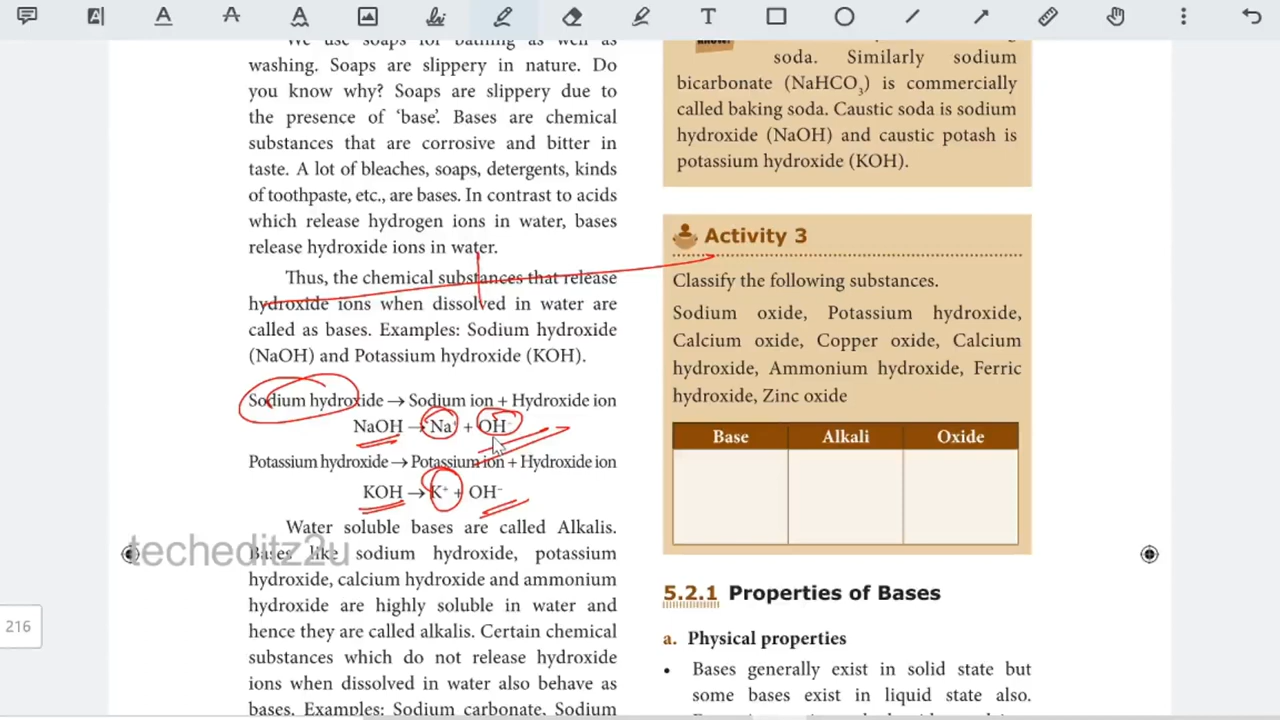 We use soaps for bathing as well as
washing. Soaps are slippery in nature. Do
you know why? Soaps are slippery due to
the presence of ‘base’. Bases are chemical
substances that are corrosive and bitter in
taste. A lot of bleaches, soaps, detergents, kinds
of toothpaste, etc., are bases. In contrast to acids
which release hydrogen ions in water, bases
release hydroxide ions in water.
Thus, the chemical substances that release
hydroxide ions when dissolved in water are
called as bases. Examples: Sodium hydroxide
(NaOH) and Potassium hydroxide (KOH).
Sodium hydroxide → Sodium ion + Hydroxide ion
NaOH → Na⁺ + OH⁻
Potassium hydroxide → Potassium ion + Hydroxide ion
KOH → K⁺ + OH⁻
Water soluble bases are called Alkalis.
Bases like sodium hydroxide, potassium
hydroxide, calcium hydroxide and ammonium
hydroxide are highly soluble in water and
hence they are called alkalis. Certain chemical
substances which do not release hydroxide
ions when dissolved in water also behave as
bases. Examples: Sodium carbonate, Sodium
techeditz2u
216
KNOW?
soda. Similarly sodium
bicarbonate (NaHCO₃) is commercially
called baking soda. Caustic soda is sodium
hydroxide (NaOH) and caustic potash is
potassium hydroxide (KOH).
Activity 3
Classify the following substances.
Sodium oxide, Potassium hydroxide,
Calcium oxide, Copper oxide, Calcium
hydroxide, Ammonium hydroxide, Ferric
hydroxide, Zinc oxide
Base Alkali Oxide
5.2.1 Properties of Bases
a. Physical properties
• Bases generally exist in solid state but
some bases exist in liquid state also.